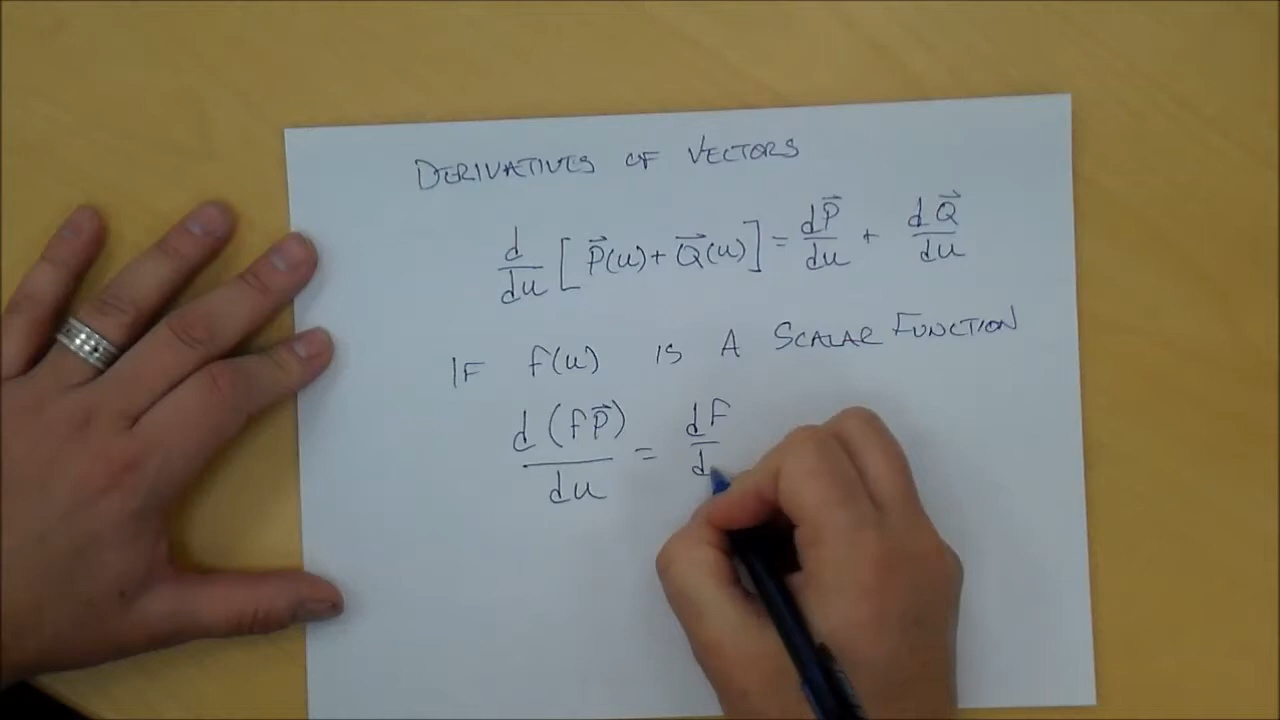 DERIVATIVES OF VECTORS
d/du [ P⃗(u) + Q⃗(u) ] = dP⃗/du + dQ⃗/du
IF f(u) IS A SCALAR FUNCTION
d(fP⃗)/du = dF/d